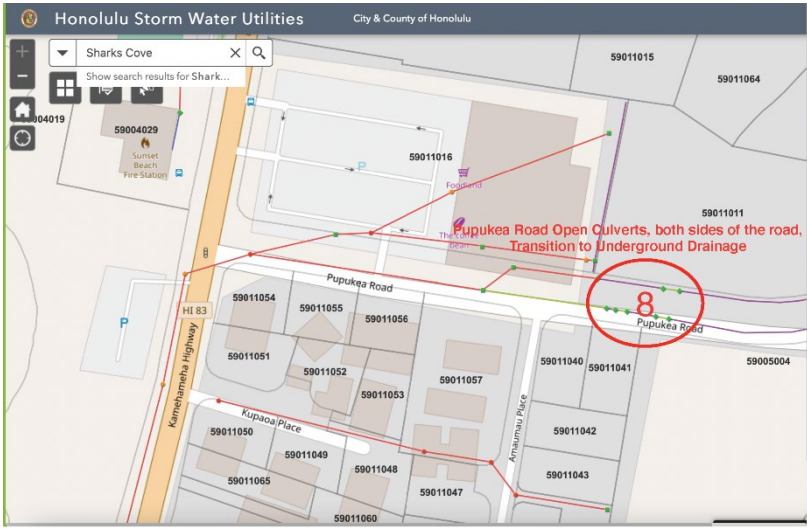 Honolulu Storm Water Utilities
City & County of Honolulu
Sharks Cove
Show search results for Shark...
59011015
59011064
59004029
Sunset
Beach
Fire Station
P
59011016
Foodland
59011011
Pupukea Road Open Culverts, both sides of the road,
Transition to Underground Drainage
8
Pupukea Road
Pupukea Road
HI 83
P
Kamehameha Highway
59011054
59011055
59011056
59011051
59011052
59011053
59011057
59011040
59011041
59005004
Amaumau Place
Kupaoa Place
59011050
59011049
59011048
59011047
59011042
59011043
59011065
59011060